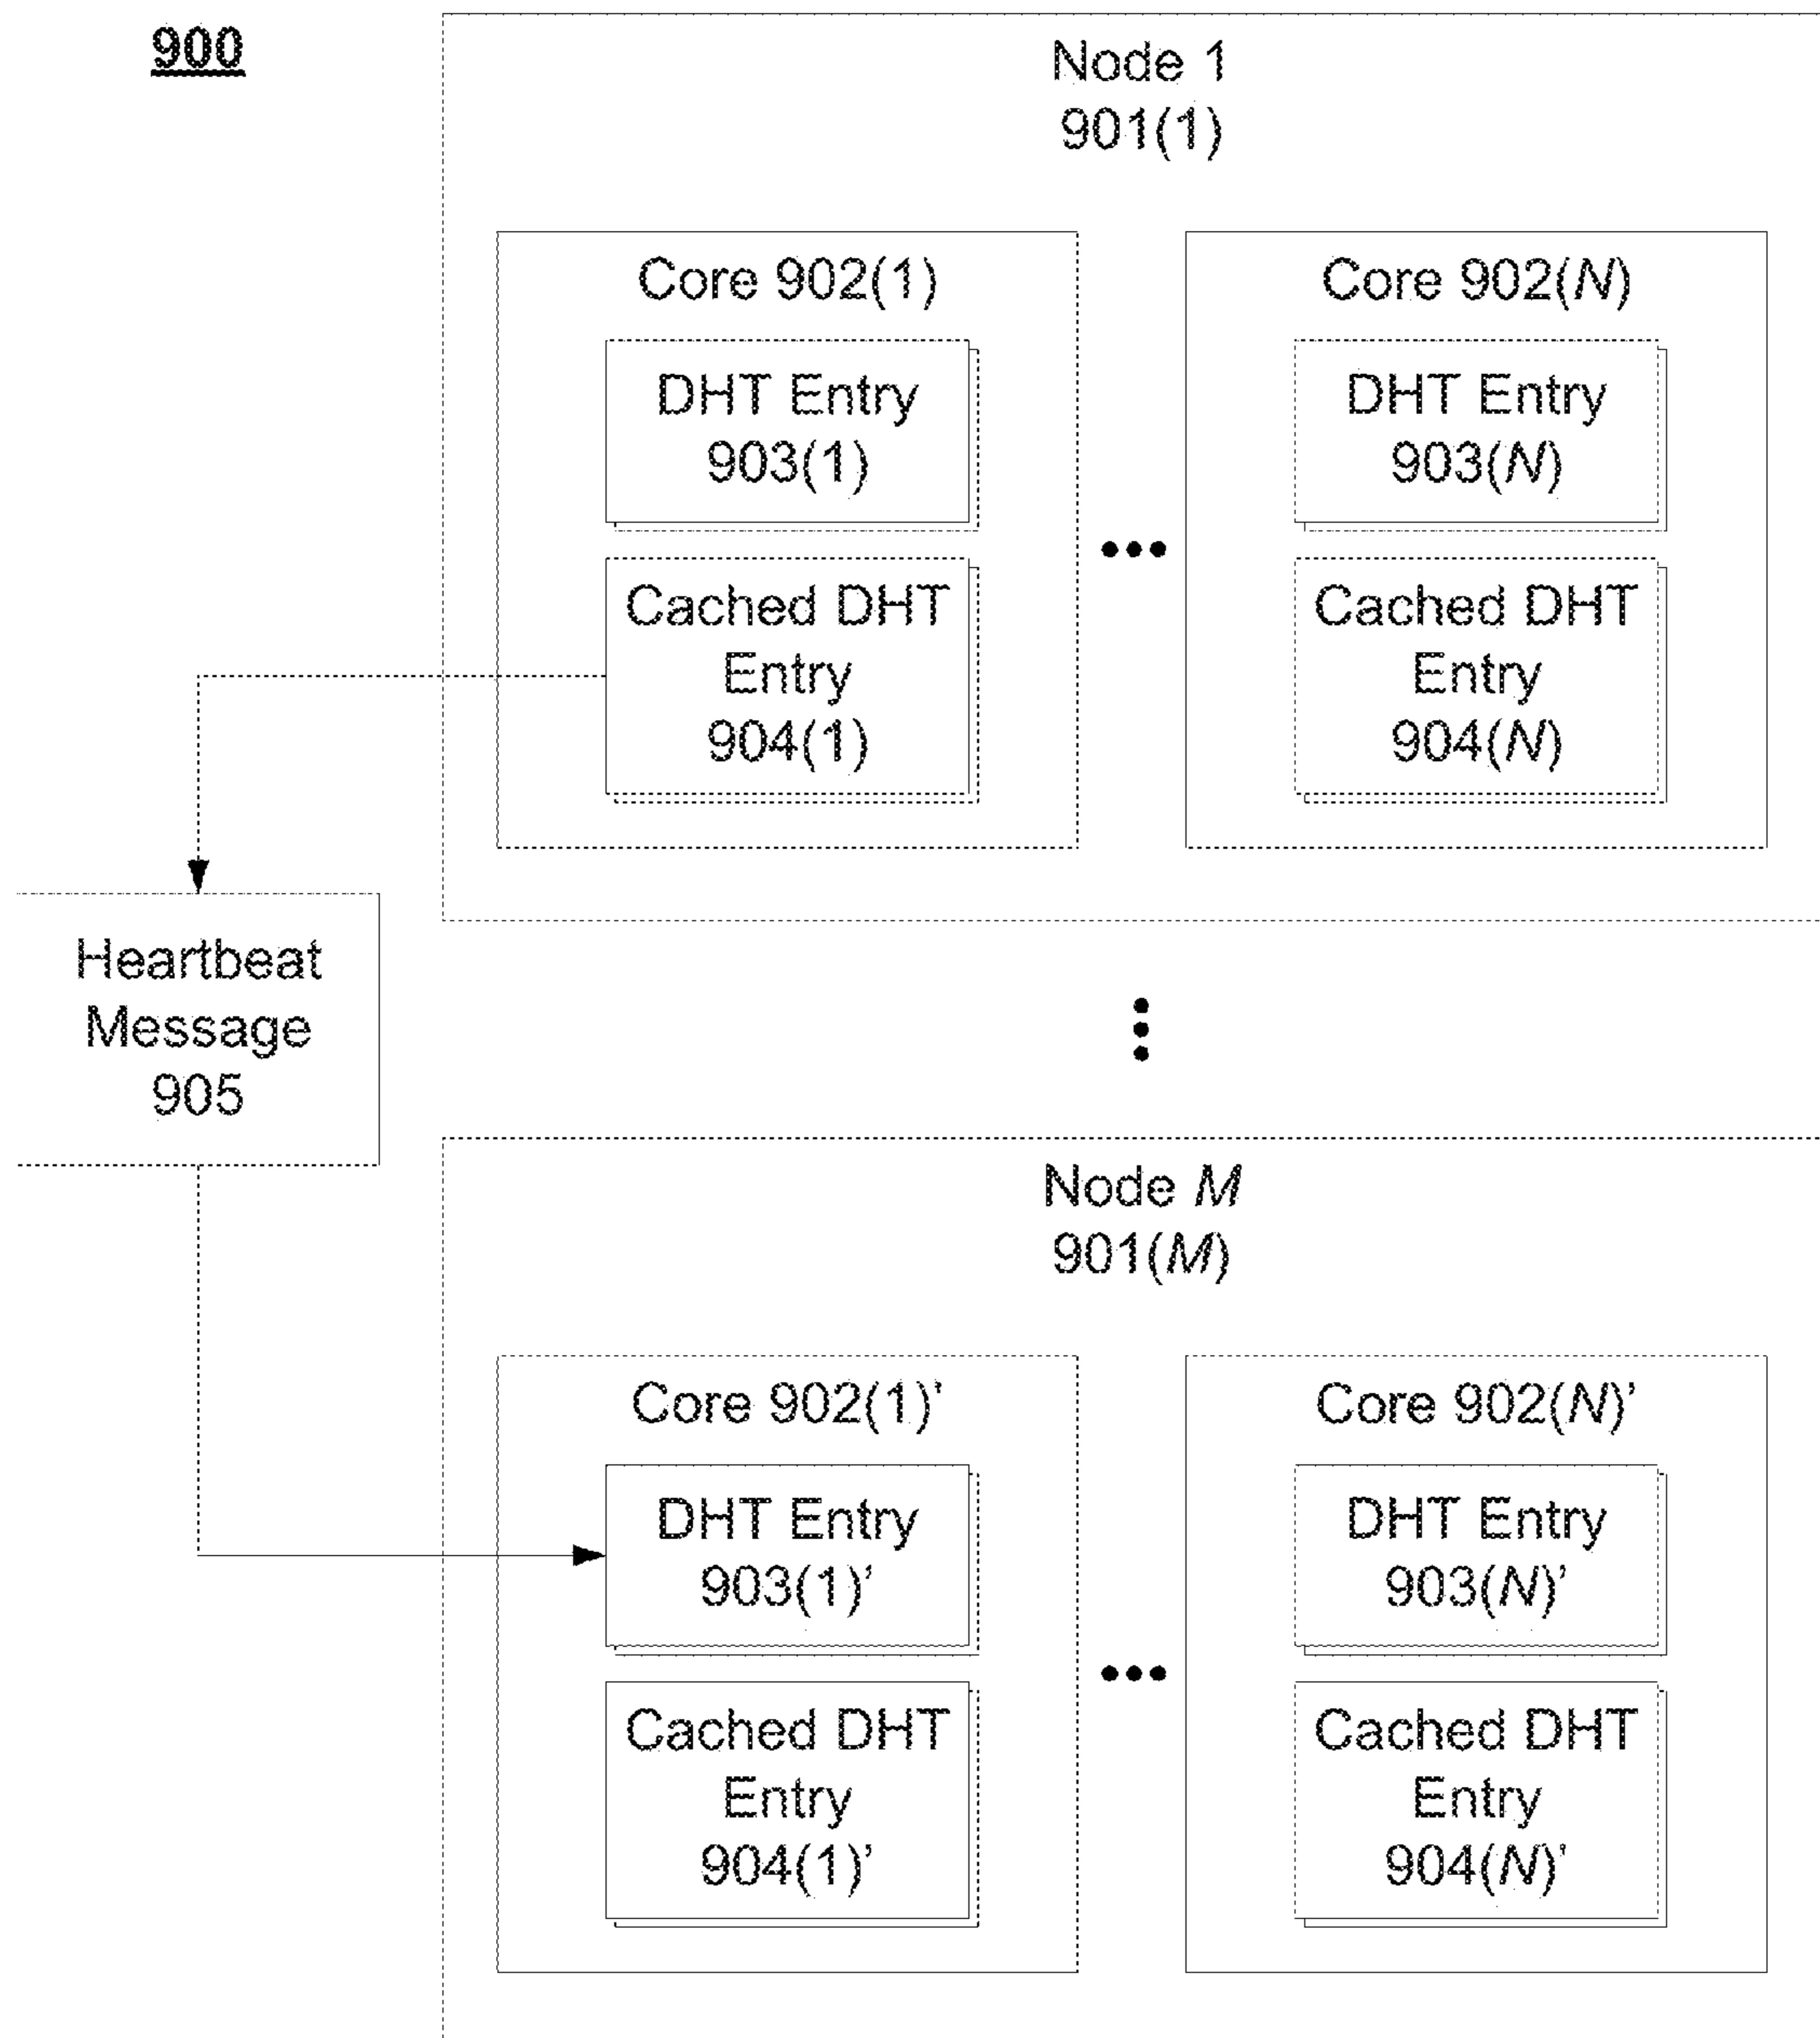 900
Node 1
901(1)
Core 902(1)
DHT Entry
903(1)
Cached DHT
Entry
904(1)
Core 902(N)
DHT Entry
903(N)
Cached DHT
Entry
904(N)
Heartbeat
Message
905
Node M
901(M)
Core 902(1)’
DHT Entry
903(1)’
Cached DHT
Entry
904(1)’
Core 902(N)’
DHT Entry
903(N)’
Cached DHT
Entry
904(N)’